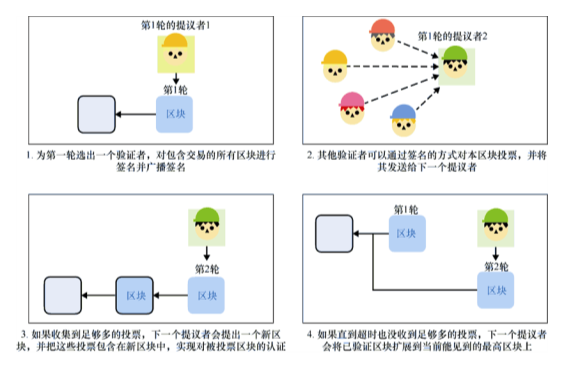 第1轮的提议者1
第1轮
区块
1. 为第一轮选出一个验证者，对包含交易的所有区块进行
签名并广播签名
第1轮的提议者2
2. 其他验证者可以通过签名的方式对本区块投票，并将
其发送给下一个提议者
第2轮
区块
区块
3. 如果收集到足够多的投票，下一个提议者会提出一个新区
块，并把这些投票包含在新区块中，实现对被投票区块的认证
第1轮
区块
第2轮
区块
4. 如果直到超时也没收到足够多的投票，下一个提议者
会将已验证区块扩展到当前能见到的最高区块上